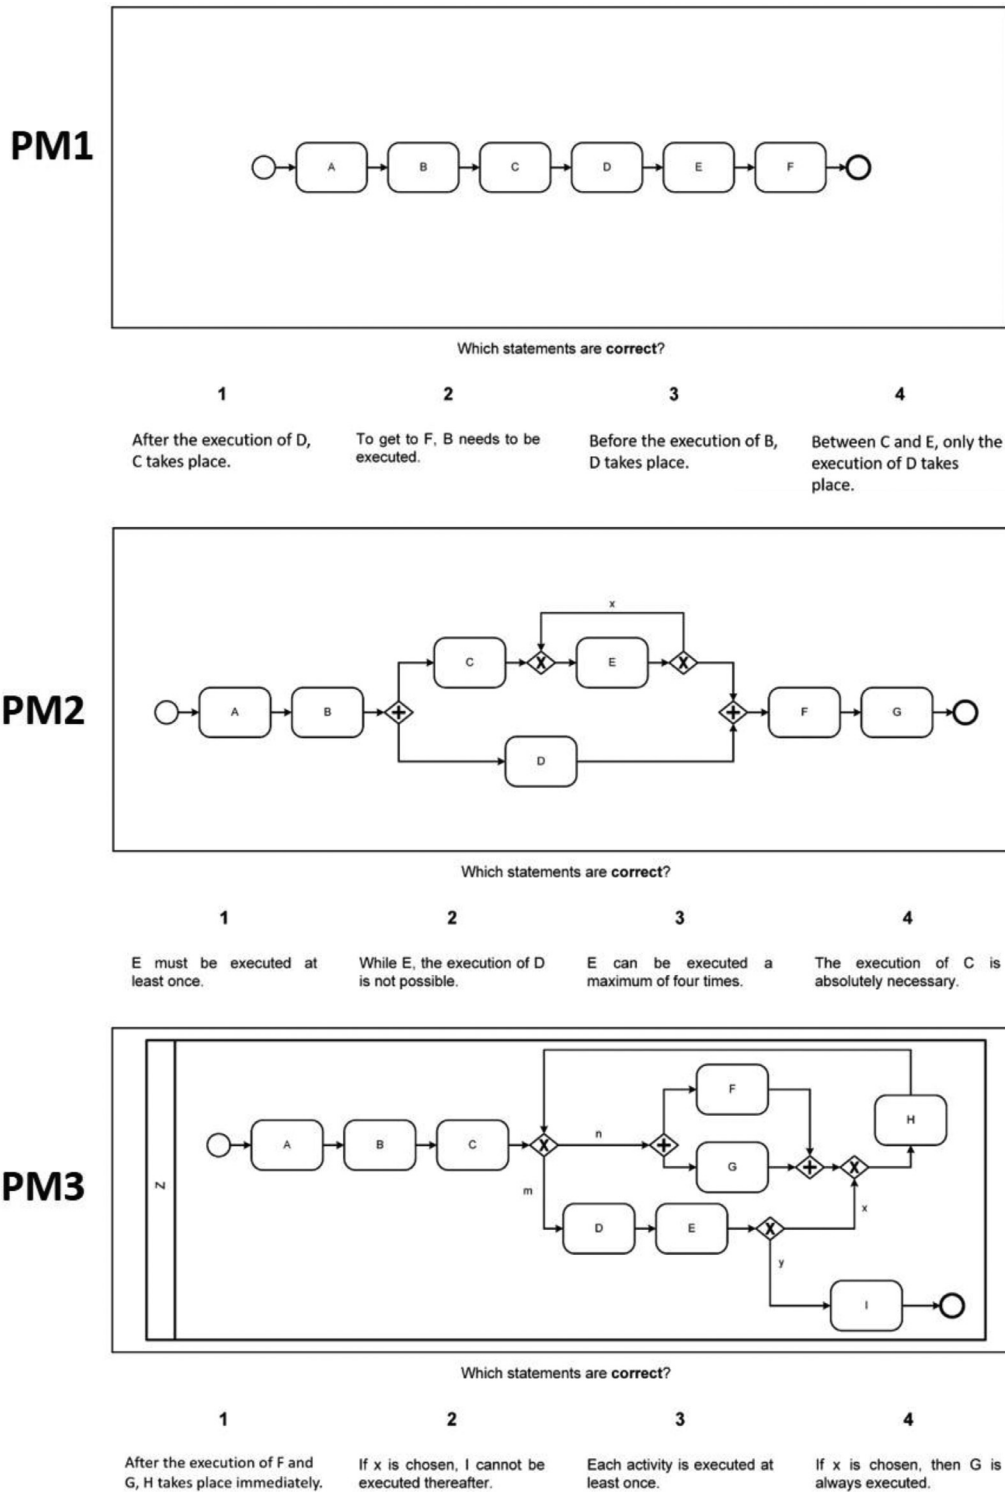 PM1
A B C D E F
Which statements are correct?
1 2 3 4
After the execution of D, To get to F, B needs to be Before the execution of B, Between C and E, only the
C takes place. executed. D takes place. execution of D takes
place.
x
C X E X
PM2
A B + + F G
D
Which statements are correct?
1 2 3 4
E must be executed at While E, the execution of D E can be executed a The execution of C is
least once. is not possible. maximum of four times. absolutely necessary.
F
H
n
PM3
Z
A B C X +
G + X
m
x
D E X
y
I
Which statements are correct?
1 2 3 4
After the execution of F and If x is chosen, I cannot be Each activity is executed at If x is chosen, then G is
G, H takes place immediately. executed thereafter. least once. always executed.